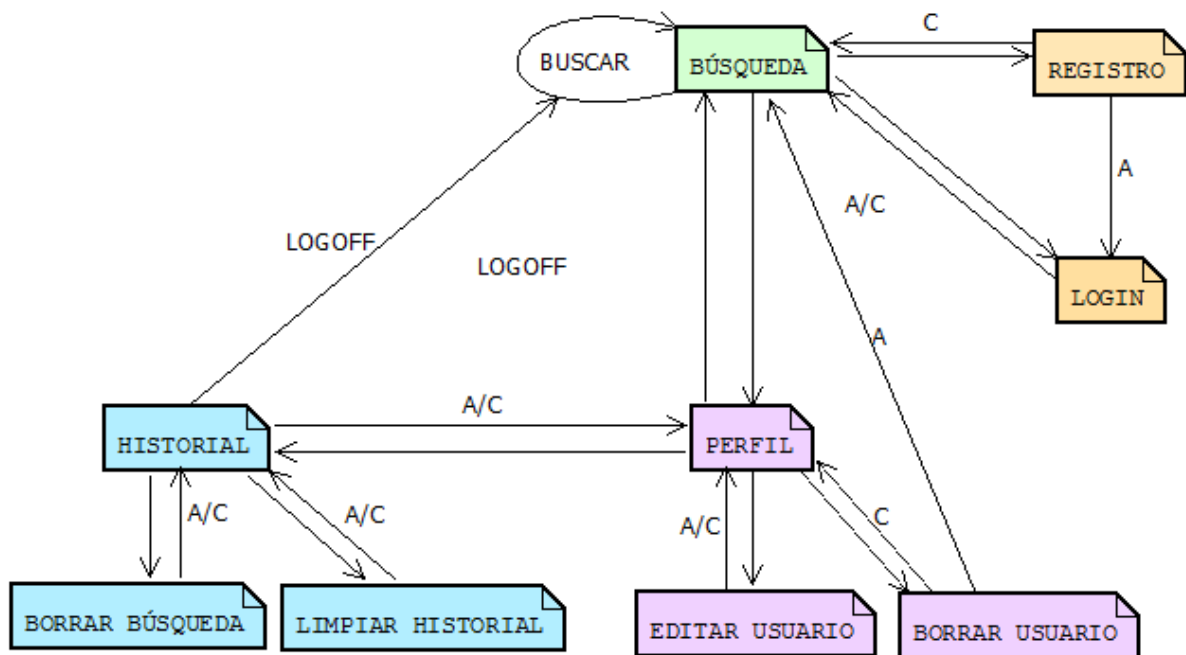 C
BUSCAR
BÚSQUEDA
REGISTRO
A
A/C
LOGOFF
LOGOFF
LOGIN
A
A/C
HISTORIAL
PERFIL
A/C
A/C
A/C
C
BORRAR BÚSQUEDA
LIMPIAR HISTORIAL
EDITAR USUARIO
BORRAR USUARIO